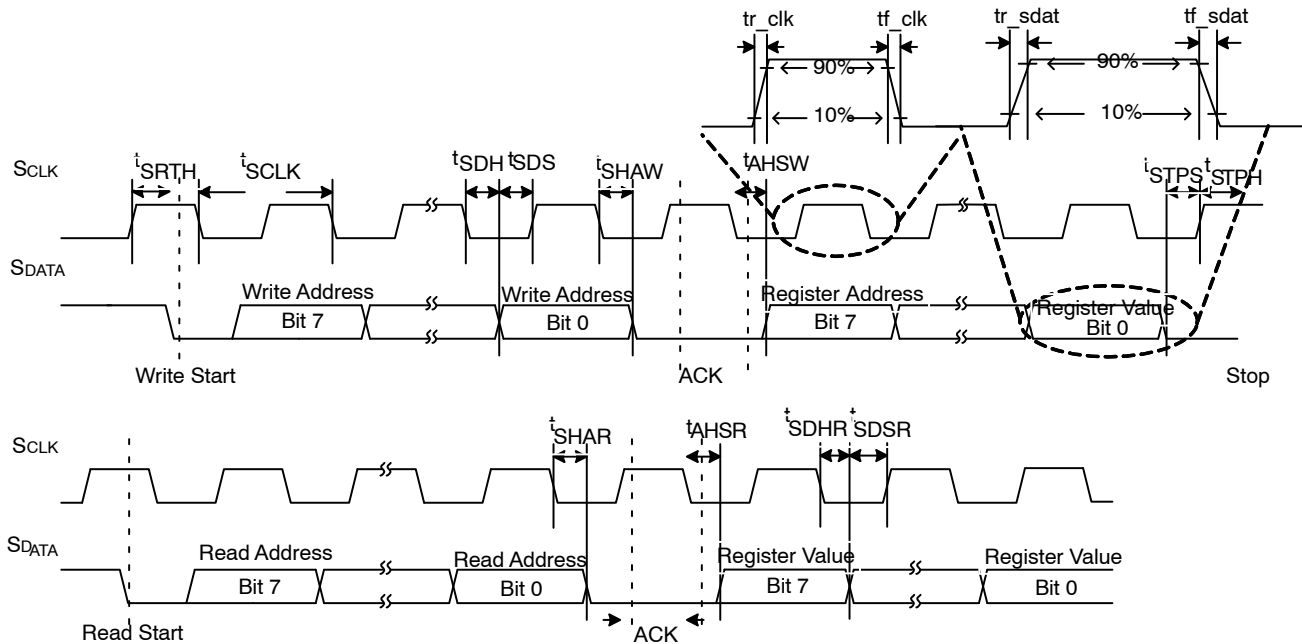 tr_clk tf_clk tr_sdat tf_sdat
90% 90%
10% 10%
SCLK tSRTH tSCLK tSDH tSDS tSHAW tAHSW tSTPS tSTPH
SDATA
Write Address Write Address Register Address Register Value
Bit 7 Bit 0 Bit 7 Bit 0
Write Start ACK Stop
SCLK tSHAR tAHSR tSDHR tSDSR
SDATA
Read Address Read Address Register Value Register Value
Bit 7 Bit 0 Bit 7 Bit 0
Read Start ACK